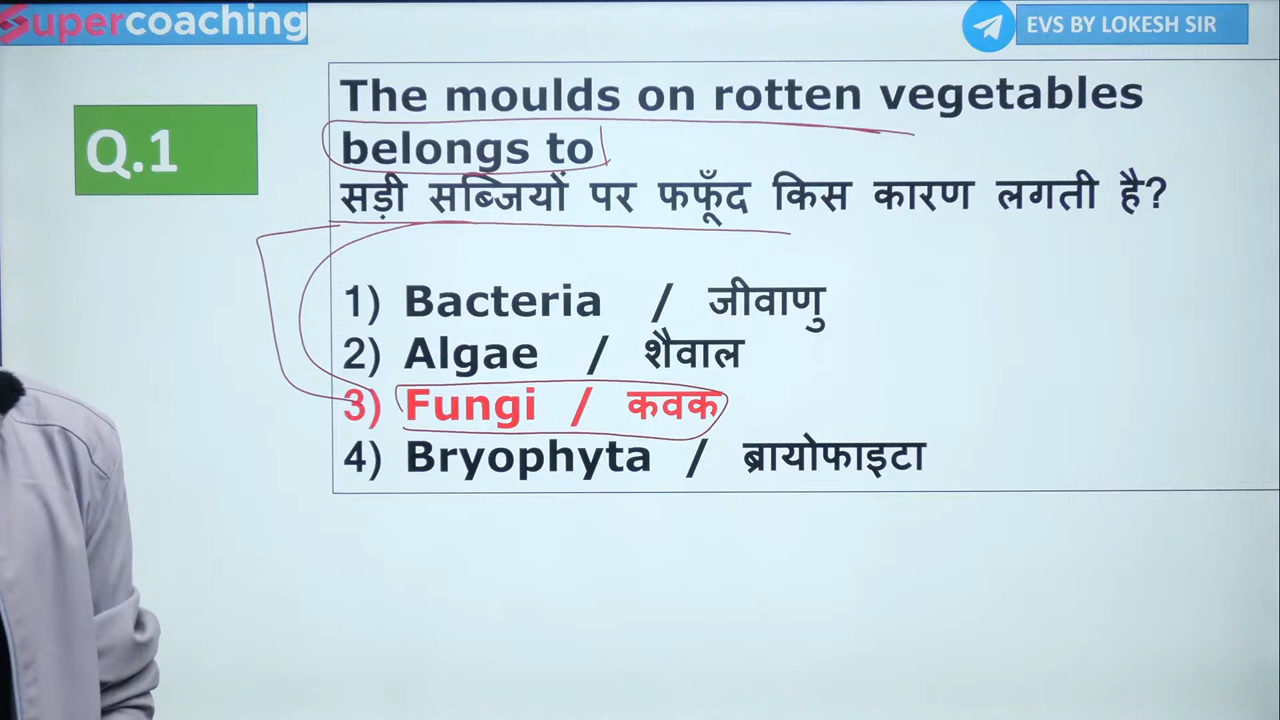 Supercoaching
EVS BY LOKESH SIR
Q.1
The moulds on rotten vegetables
belongs to
सड़ी सब्जियों पर फफूँद किस कारण लगती है?
1) Bacteria / जीवाणु
2) Algae / शैवाल
3) Fungi / कवक
4) Bryophyta / ब्रायोफाइटा